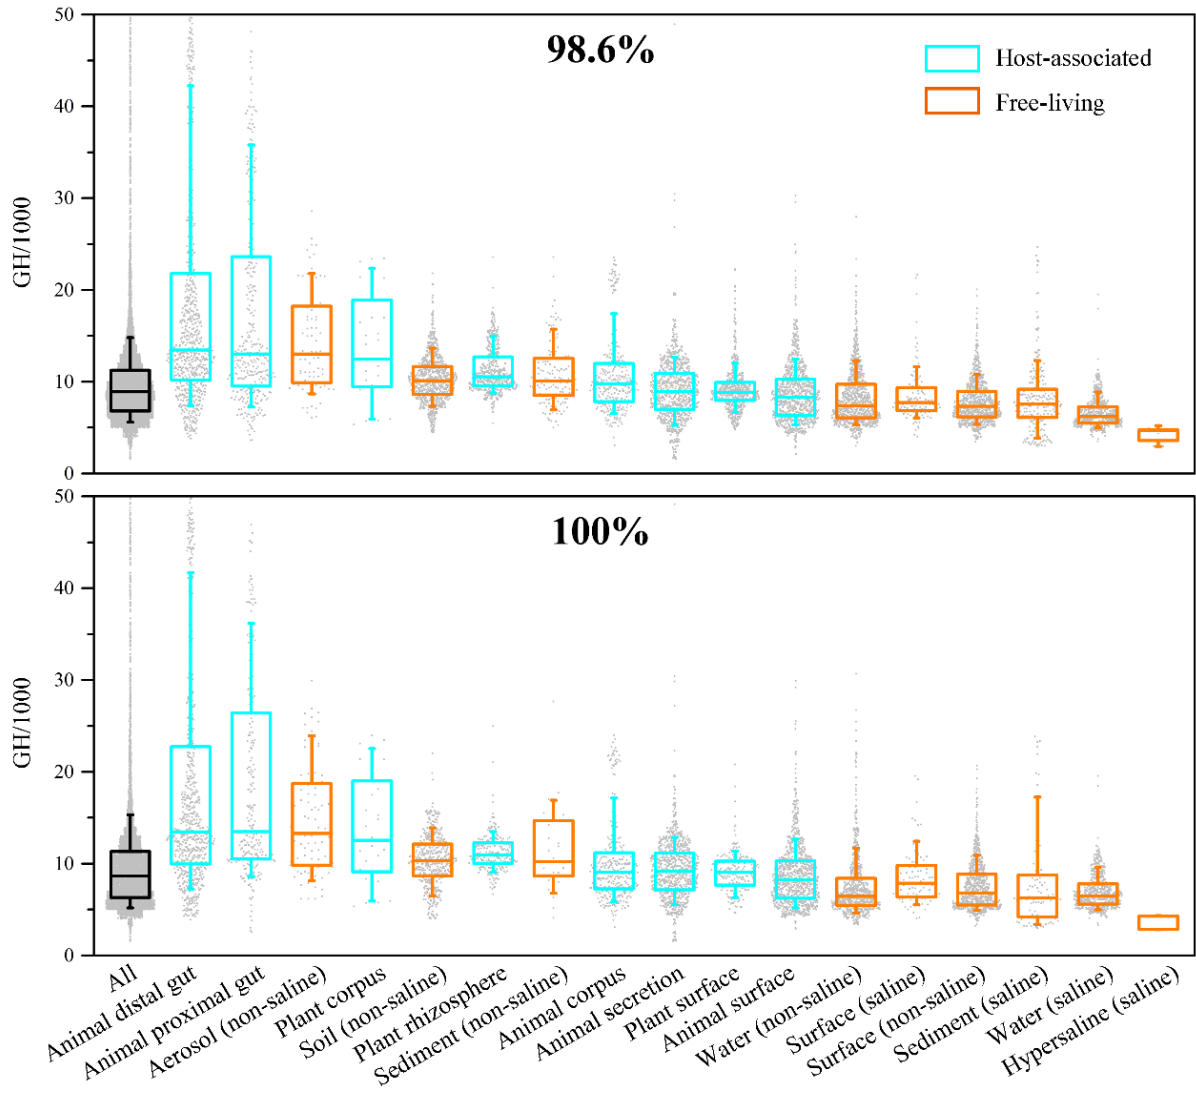 98.6%
Host-associated
Free-living
GH/1000
50
40
30
20
10
0
100%
GH/1000
50
40
30
20
10
0
All
Animal distal gut
Animal proximal gut
Aerosol (non-saline)
Plant corpus
Soil (non-saline)
Plant rhizosphere
Sediment (non-saline)
Animal corpus
Animal secretion
Plant surface
Animal surface
Water (non-saline)
Surface (saline)
Surface (non-saline)
Sediment (saline)
Water (saline)
Hypersaline (saline)